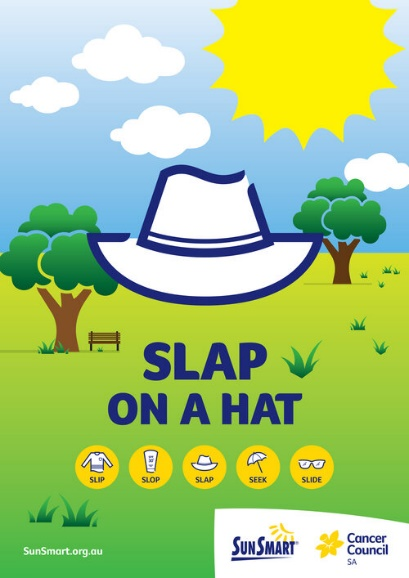 SLAP
ON A HAT
SLIP SLOP SLAP SEEK SLIDE
SunSmart.org.au
SUNSMART
Cancer
Council
SA